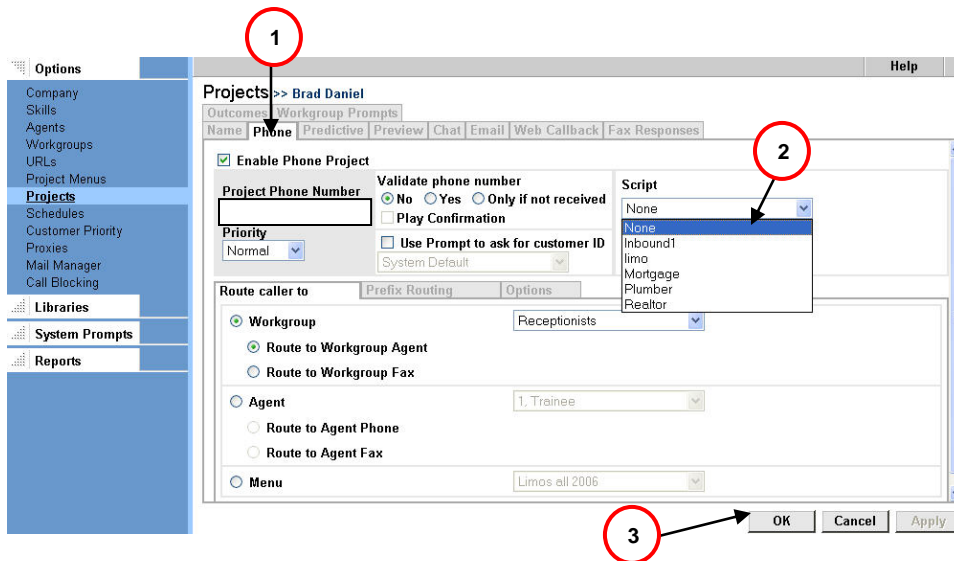 1
Options
Help
Company
Skills
Agents
Workgroups
URLs
Project Menus
Projects
Schedules
Customer Priority
Proxies
Mail Manager
Call Blocking
Libraries
System Prompts
Reports
Projects >> Brad Daniel
Outcomes Workgroup Prompts
Name Phone Predictive Preview Chat Email Web Callback Fax Responses
2
Enable Phone Project
Project Phone Number
Priority
Normal
Validate phone number
No Yes Only if not received
Play Confirmation
Use Prompt to ask for customer ID
System Default
Script
None
None
Inbound1
limo
Mortgage
Plumber
Realtor
Route caller to Prefix Routing Options
Workgroup Receptionists
Route to Workgroup Agent
Route to Workgroup Fax
Agent 1. Trainee
Route to Agent Phone
Route to Agent Fax
Menu Limos all 2006
3
OK Cancel Apply